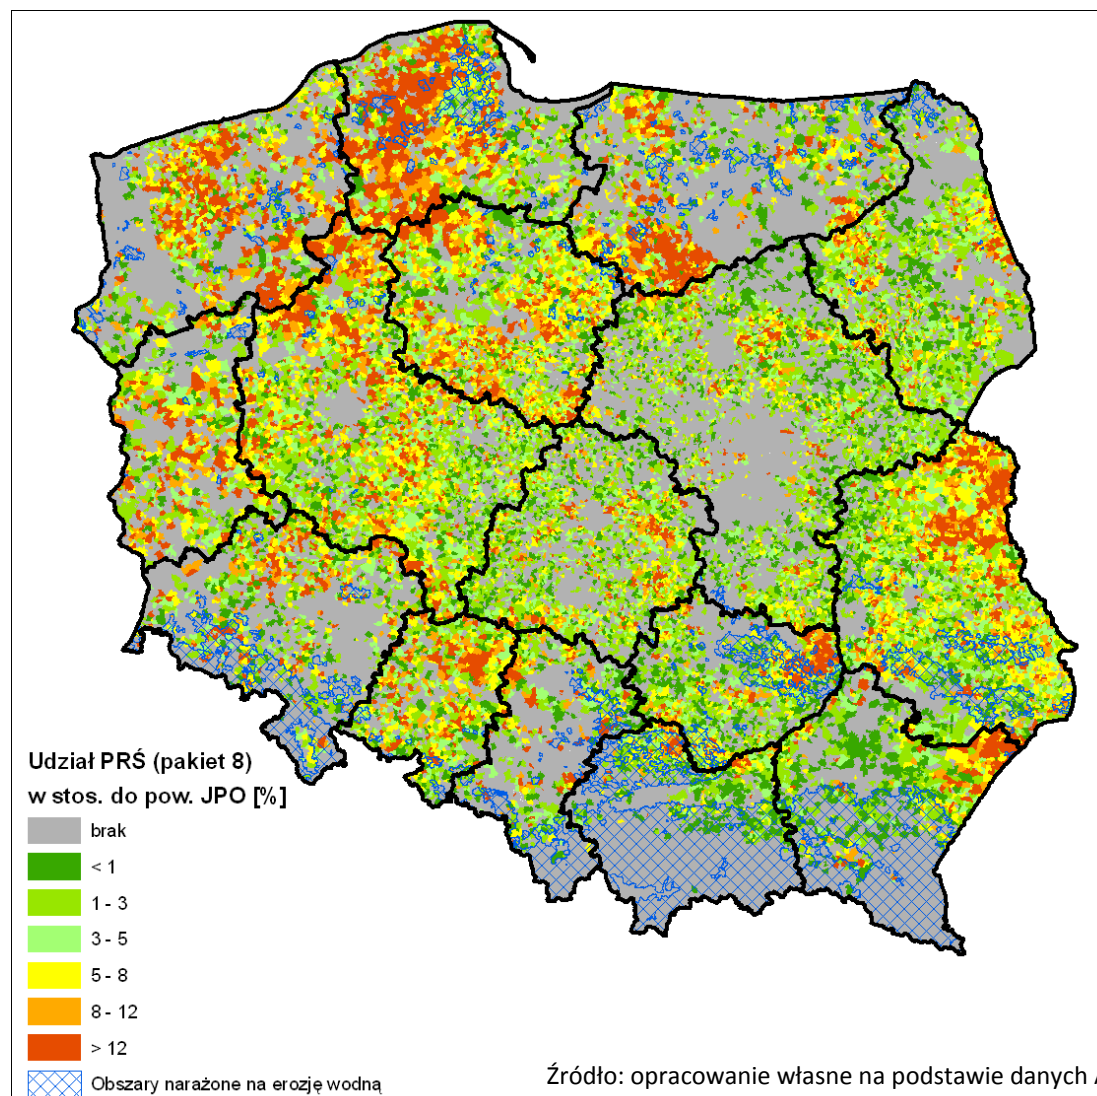 Udział PRŚ (pakiet 8)
w stos. do pow. JPO [%]
brak
< 1
1 - 3
3 - 5
5 - 8
8 - 12
> 12
Obszary narażone na erozję wodną
Źródło: opracowanie własne na podstawie danych